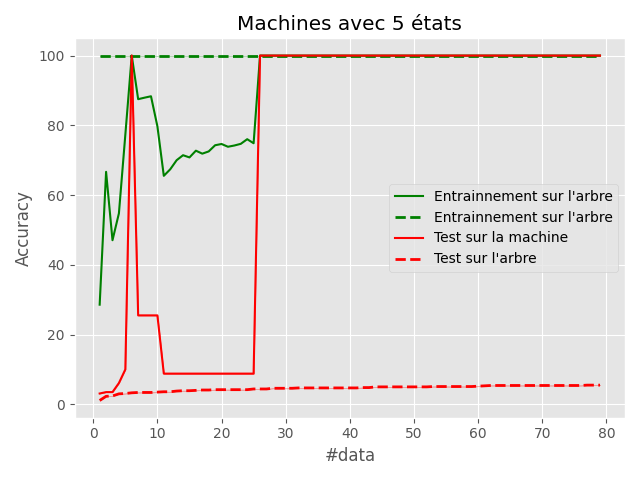 Machines avec 5 états
100
80
60
40
20
0
Accuracy
Entrainnement sur l'arbre
Entrainnement sur l'arbre
Test sur la machine
Test sur l'arbre
0 10 20 30 40 50 60 70 80
#data